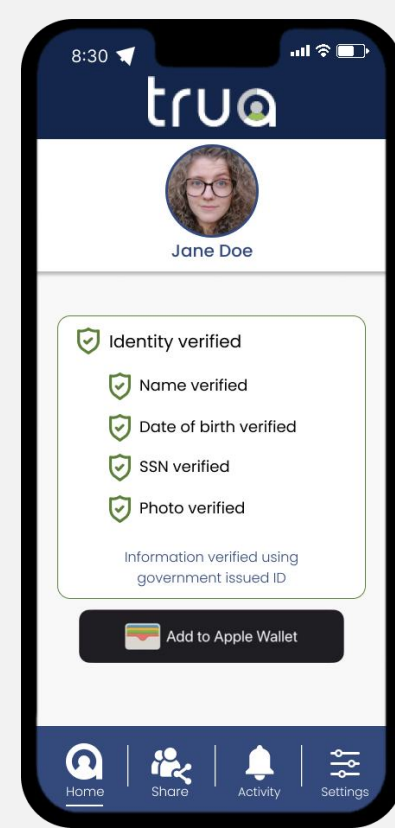 8:30
trua
Jane Doe
Identity verified
Name verified
Date of birth verified
SSN verified
Photo verified
Information verified using
government issued ID
Add to Apple Wallet
Home
Share
Activity
Settings